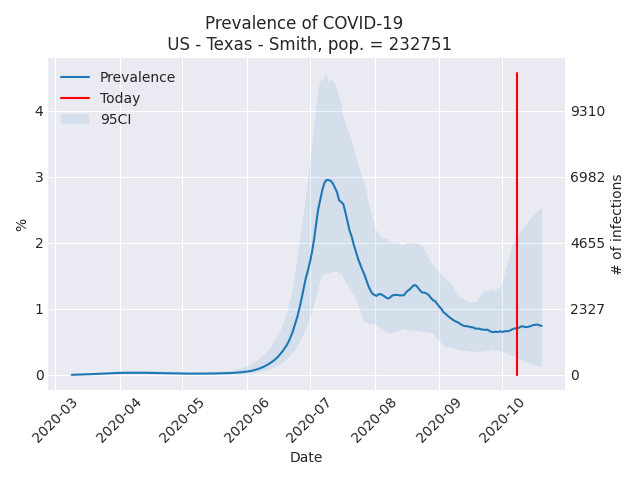 Prevalence of COVID-19
US - Texas - Smith, pop. = 232751
Prevalence
Today
95CI
4
3
2
1
0
%
9310
6982
4655
2327
0
# of infections
2020-03
2020-04
2020-05
2020-06
2020-07
2020-08
2020-09
2020-10
Date